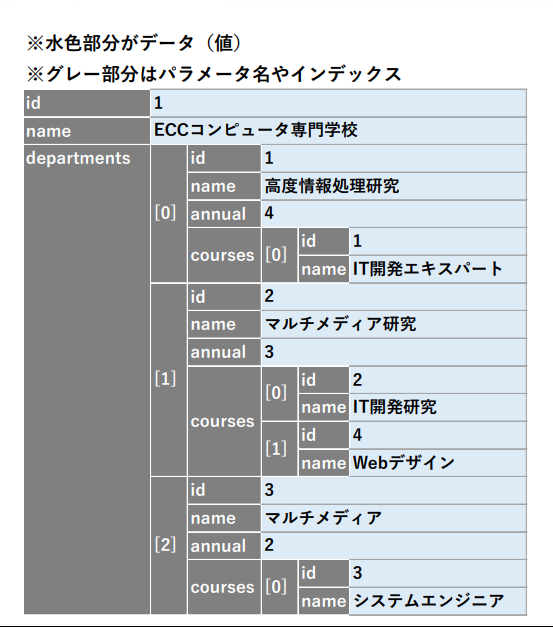 ※水色部分がデータ（値）
※グレー部分はパラメータ名やインデックス
id 1
name ECCコンピュータ専門学校
departments [0] id 1
name 高度情報処理研究
annual 4
courses [0] id 1
name IT開発エキスパート
[1] id 2
name マルチメディア研究
annual 3
courses [0] id 2
name IT開発研究
[1] id 4
name Webデザイン
[2] id 3
name マルチメディア
annual 2
courses [0] id 3
name システムエンジニア